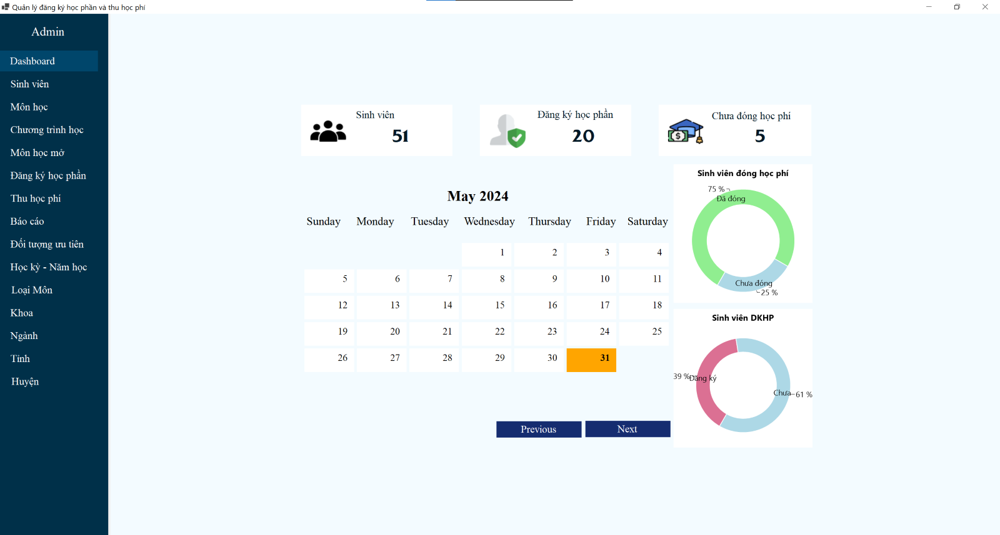 Quản lý đăng ký học phần và thu học phí
Admin
Dashboard
Sinh viên
Môn học
Chương trình học
Môn học mở
Đăng ký học phần
Thu học phí
Báo cáo
Đối tượng ưu tiên
Học kỳ - Năm học
Loại Môn
Khoa
Ngành
Tỉnh
Huyện
Sinh viên
51
Đăng ký học phần
20
Chưa đóng học phí
5
May 2024
Sunday Monday Tuesday Wednesday Thursday Friday Saturday
1 2 3 4
5 6 7 8 9 10 11
12 13 14 15 16 17 18
19 20 21 22 23 24 25
26 27 28 29 30 31
Previous Next
Sinh viên đóng học phí
75 %
Đã đóng
Chưa đóng
25 %
Sinh viên DKHP
39 % Đăng ký
Chưa 61 %